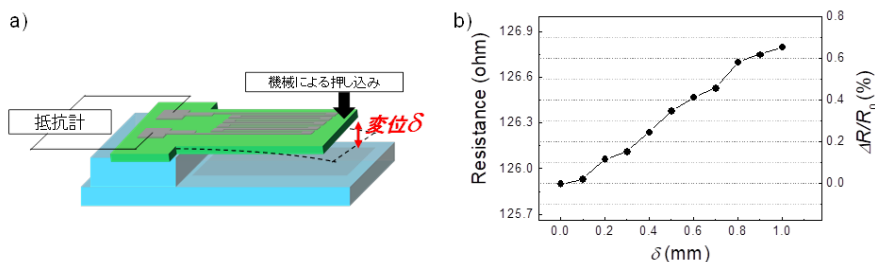 a)
機械による押し込み
抵抗計
変位δ
b)
Resistance (ohm)
126.9
126.6
126.3
126.0
125.7
0.0 0.2 0.4 0.6 0.8 1.0
δ (mm)
0.8
0.6
0.4
0.2
0.0
ΔR/R0 (%)